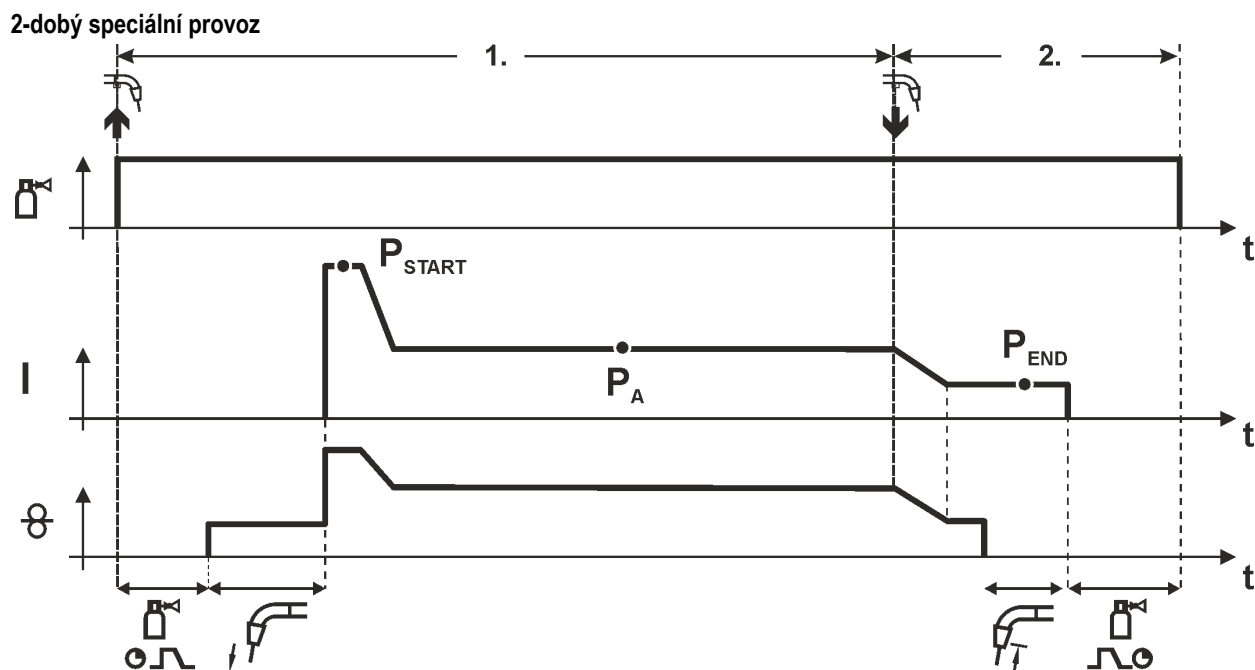 2-dobý speciální provoz
1.
2.
t
P START
P A
P END
I
t
t